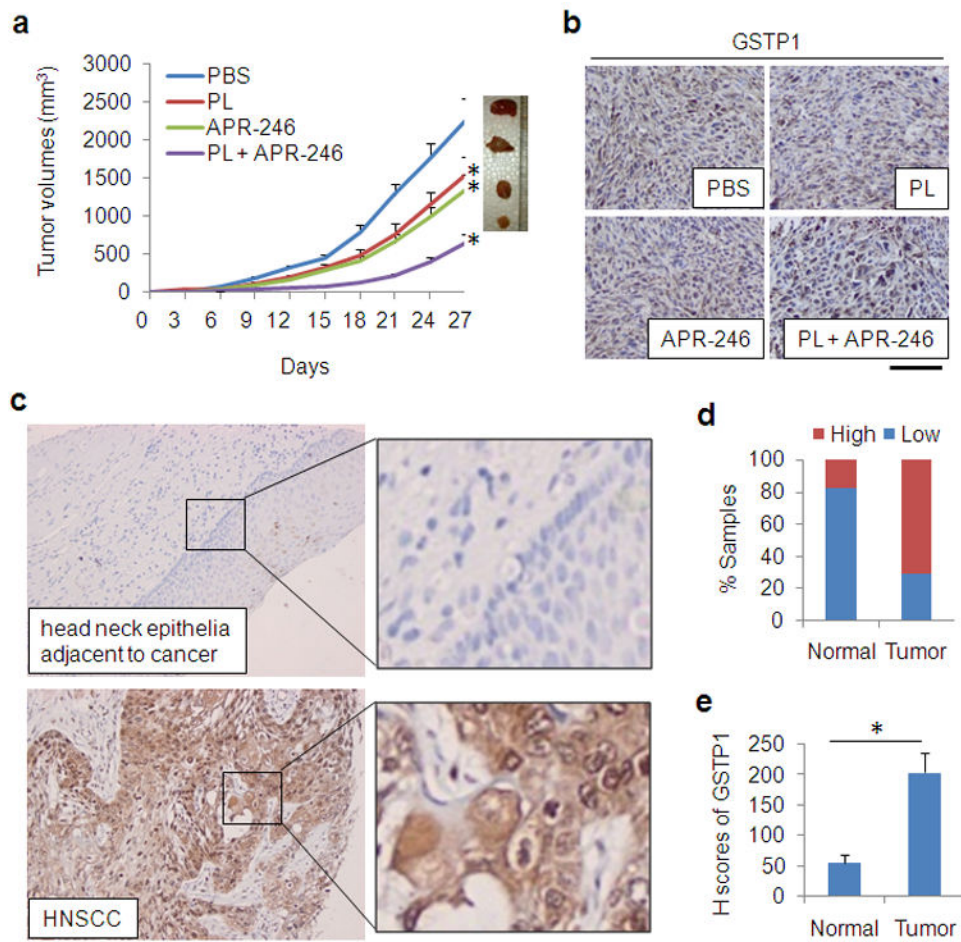 a
3000
2500
2000
1500
1000
500
0
Tumor volumes (mm³)
PBS
PL
APR-246
PL + APR-246
*
*
*
0 3 6 9 12 15 18 21 24 27
Days
b
GSTP1
PBS
PL
APR-246
PL + APR-246
c
head neck epithelia
adjacent to cancer
HNSCC
d
High Low
100
80
60
40
20
0
% Samples
Normal Tumor
e
*
250
200
150
100
50
0
H scores of GSTP1
Normal Tumor